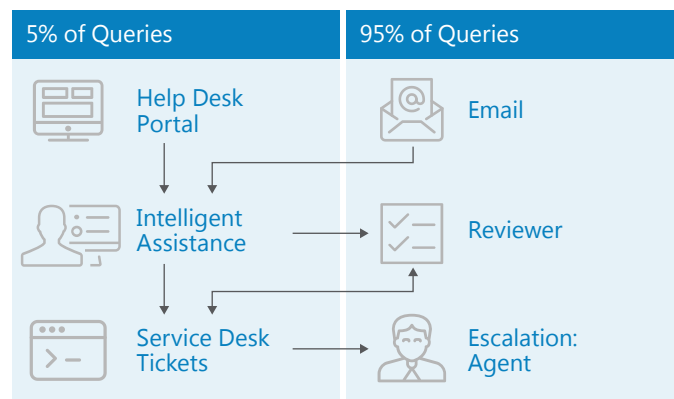 5% of Queries
95% of Queries
Help Desk
Portal
Email
Intelligent
Assistance
Reviewer
Service Desk
Tickets
Escalation:
Agent